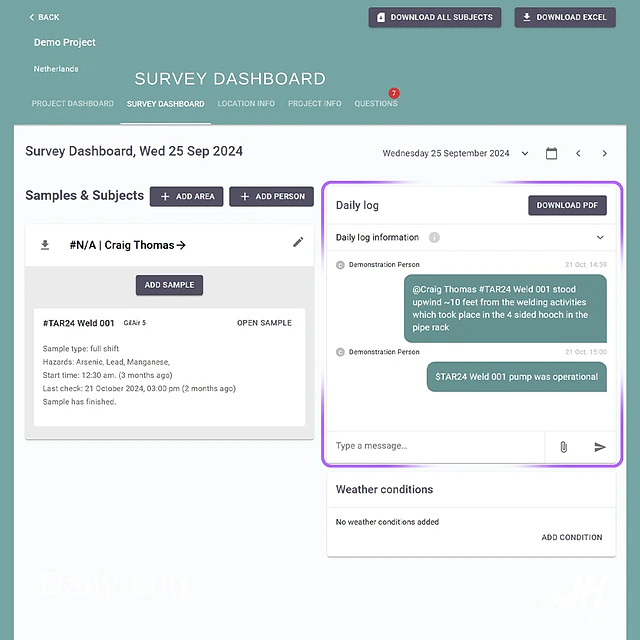 BACK
DOWNLOAD ALL SUBJECTS
DOWNLOAD EXCEL
Demo Project
Netherlands
SURVEY DASHBOARD
PROJECT DASHBOARD
SURVEY DASHBOARD
LOCATION INFO
PROJECT INFO
QUESTIONS
7
Survey Dashboard, Wed 25 Sep 2024
Wednesday 25 September 2024
Samples & Subjects
+ ADD AREA
+ ADD PERSON
#N/A | Craig Thomas
ADD SAMPLE
#TAR24 Weld 001
GilAir 5
OPEN SAMPLE
Sample type: full shift
Hazards: Arsenic, Lead, Manganese,
Start time: 12:30 am. (3 months ago)
Last check: 21 October 2024, 03:00 pm (2 months ago)
Sample has finished.
Daily log
DOWNLOAD PDF
Daily log information
i
C Demonstration Person
21 Oct, 14:59
@Craig Thomas #TAR24 Weld 001 stood
upwind ~10 feet from the welding activities
which took place in the 4 sided hooch in the
pipe rack
C Demonstration Person
21 Oct, 15:00
$TAR24 Weld 001 pump was operational
Type a message...
Weather conditions
No weather conditions added
ADD CONDITION
Daily Log